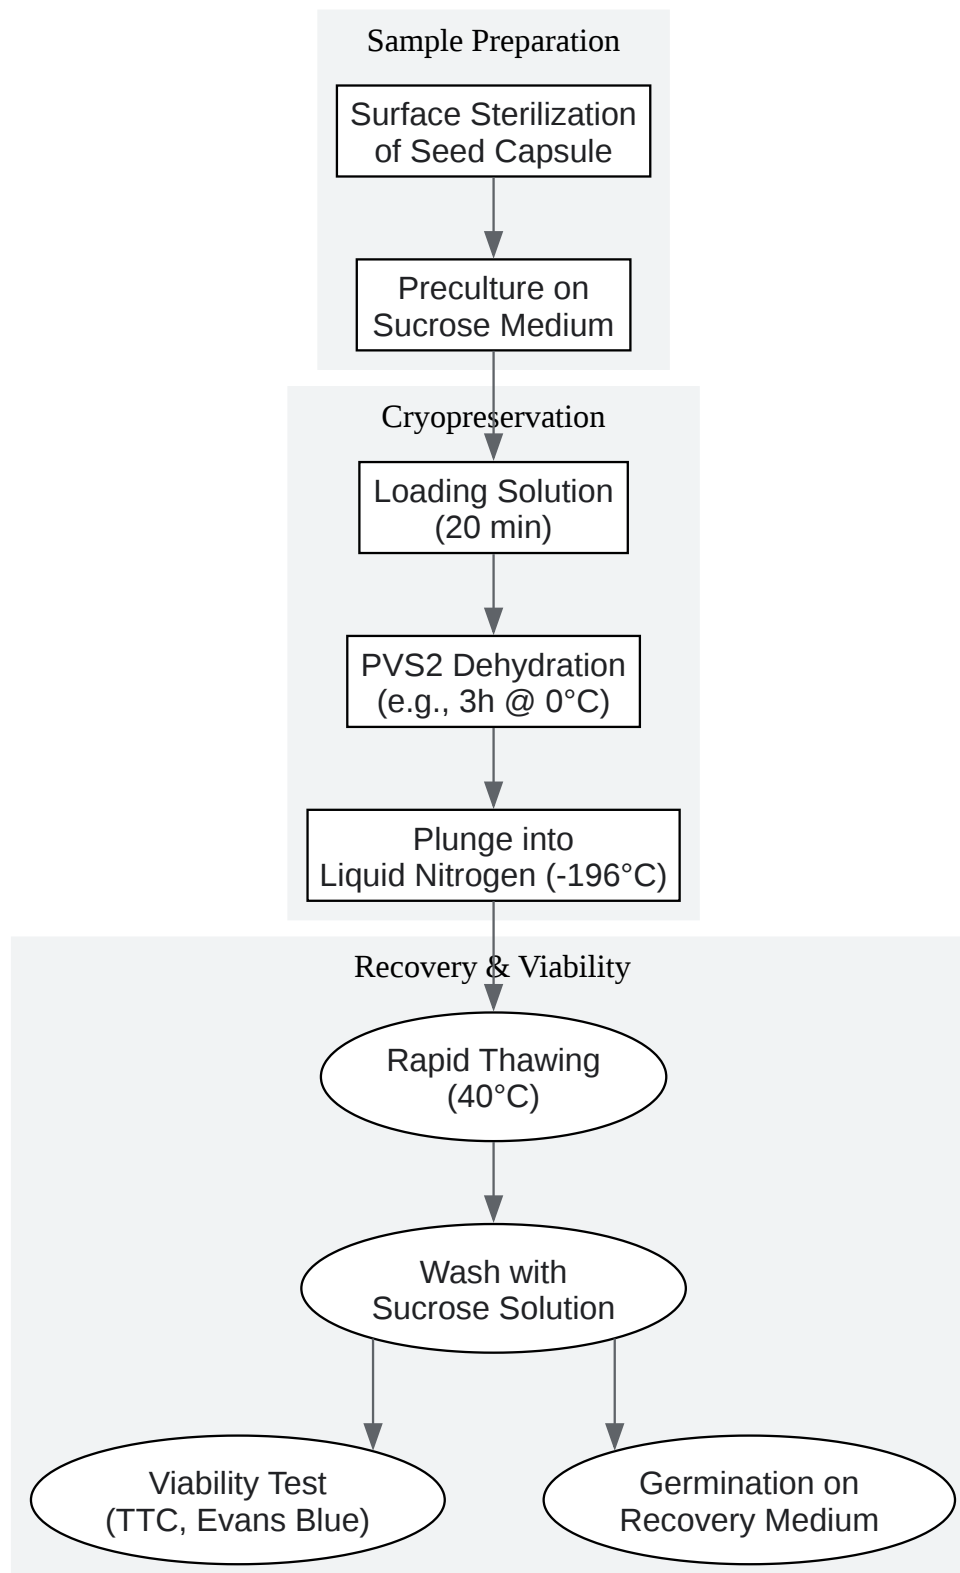 Sample Preparation
Surface Sterilization
of Seed Capsule
Preculture on
Sucrose Medium
Cryopreservation
Loading Solution
(20 min)
PVS2 Dehydration
(e.g., 3h @ 0°C)
Plunge into
Liquid Nitrogen (-196°C)
Recovery & Viability
Rapid Thawing
(40°C)
Wash with
Sucrose Solution
Viability Test
(TTC, Evans Blue)
Germination on
Recovery Medium